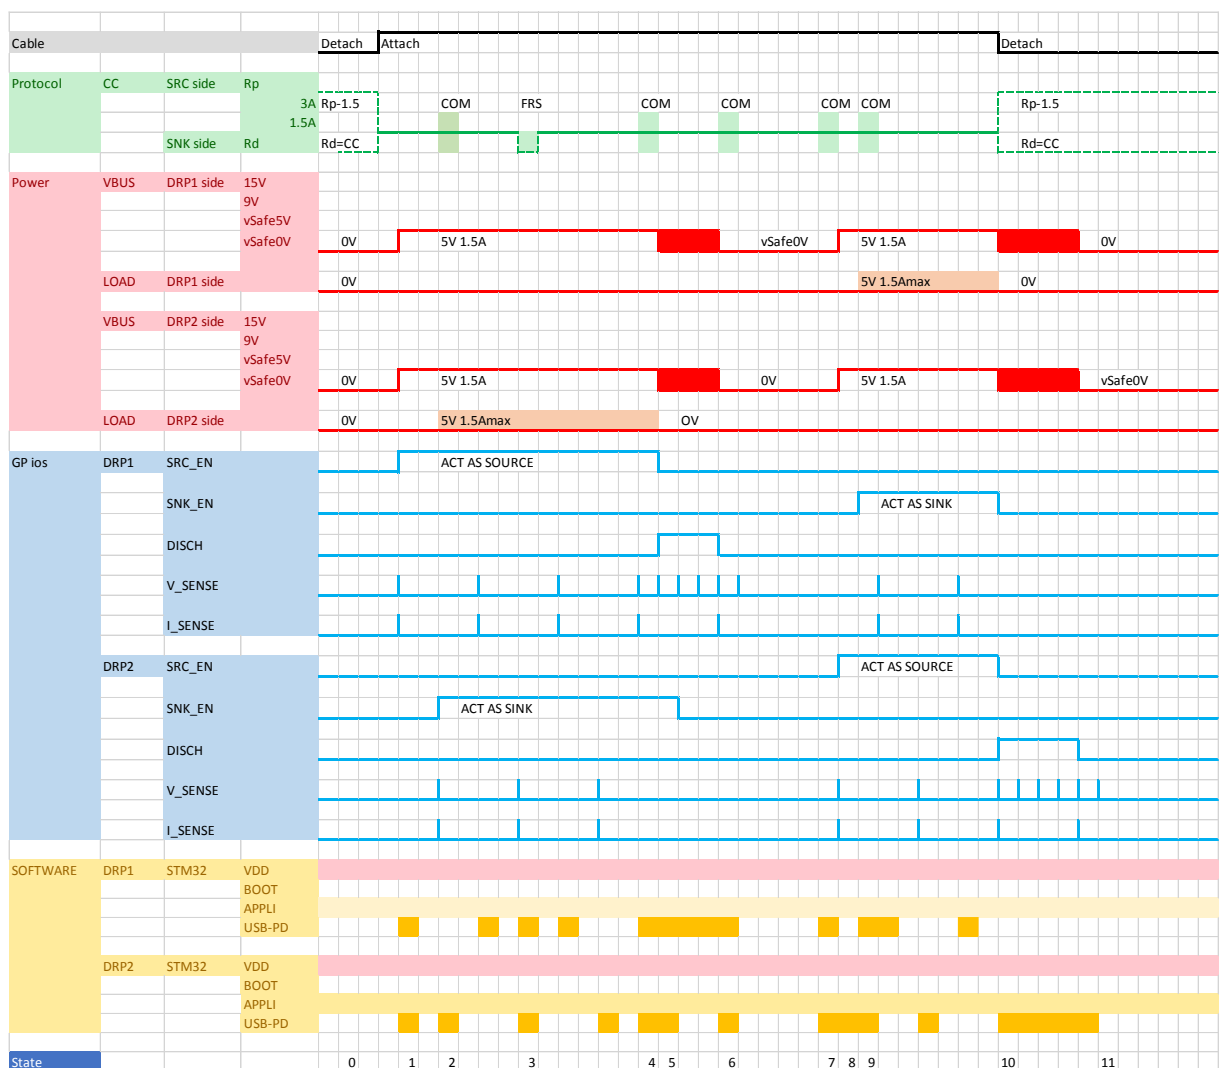 Cable Detach Attach Detach
Protocol CC SRC side Rp
3A Rp-1.5 COM FRS COM COM COM COM Rp-1.5
1.5A
SNK side Rd Rd=CC Rd=CC
Power VBUS DRP1 side 15V
9V
vSafe5V
vSafe0V 0V 5V 1.5A vSafe0V 5V 1.5A 0V
LOAD DRP1 side 0V 5V 1.5Amax 0V
VBUS DRP2 side 15V
9V
vSafe5V
vSafe0V 0V 5V 1.5A 0V 5V 1.5A vSafe0V
LOAD DRP2 side 0V 5V 1.5Amax OV
GP ios DRP1 SRC_EN ACT AS SOURCE
SNK_EN ACT AS SINK
DISCH
V_SENSE
I_SENSE
DRP2 SRC_EN ACT AS SOURCE
SNK_EN ACT AS SINK
DISCH
V_SENSE
I_SENSE
SOFTWARE DRP1 STM32 VDD
BOOT
APPLI
USB-PD
DRP2 STM32 VDD
BOOT
APPLI
USB-PD
State 0 1 2 3 4 5 6 7 8 9 10 11